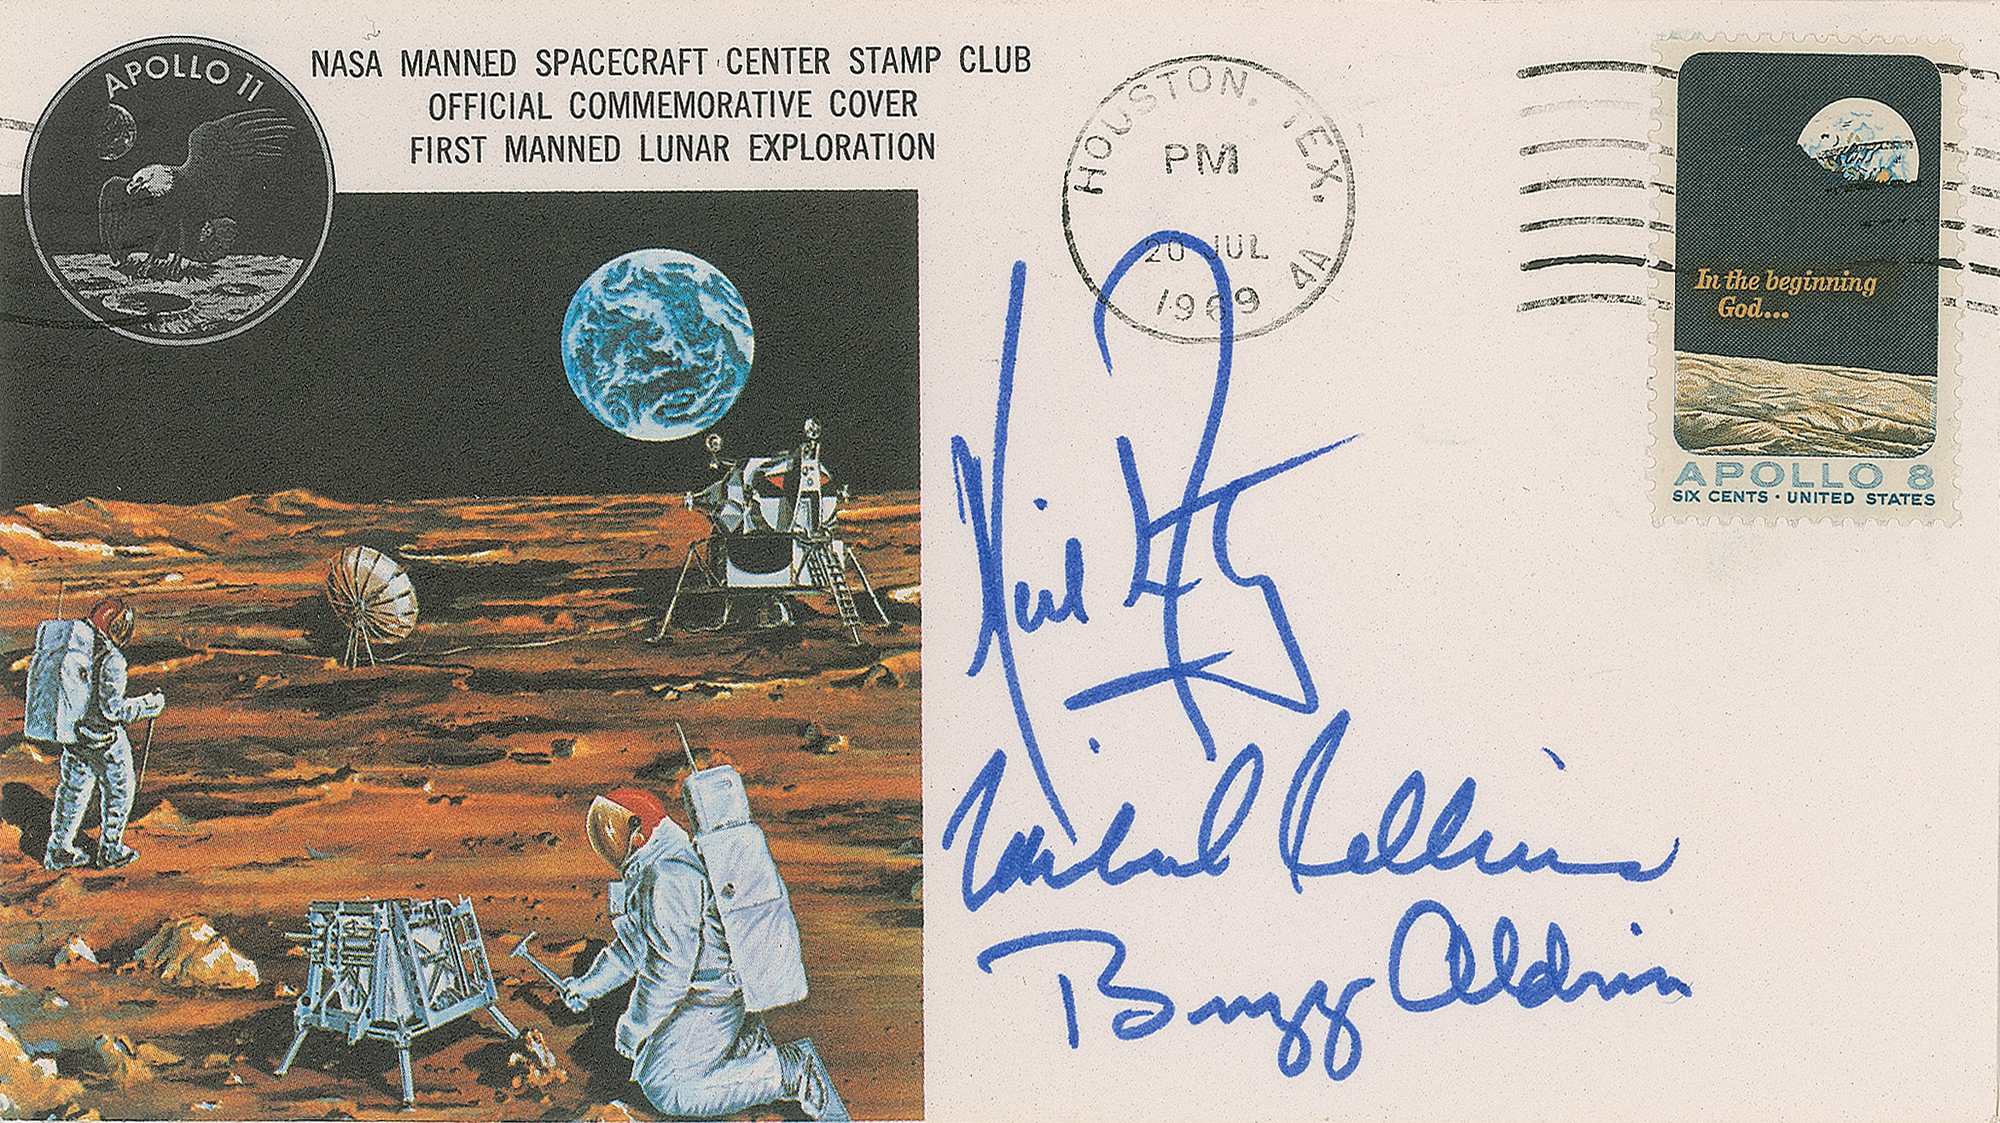 APOLLO 11
NASA MANNED SPACECRAFT CENTER STAMP CLUB
OFFICIAL COMMEMORATIVE COVER
FIRST MANNED LUNAR EXPLORATION
HOUSTON, TEX.
PM
20 JUL
1969
4A
In the beginning
God...
APOLLO 8
SIX CENTS · UNITED STATES
Neil Armstrong
Michael Collins
Buzz Aldrin